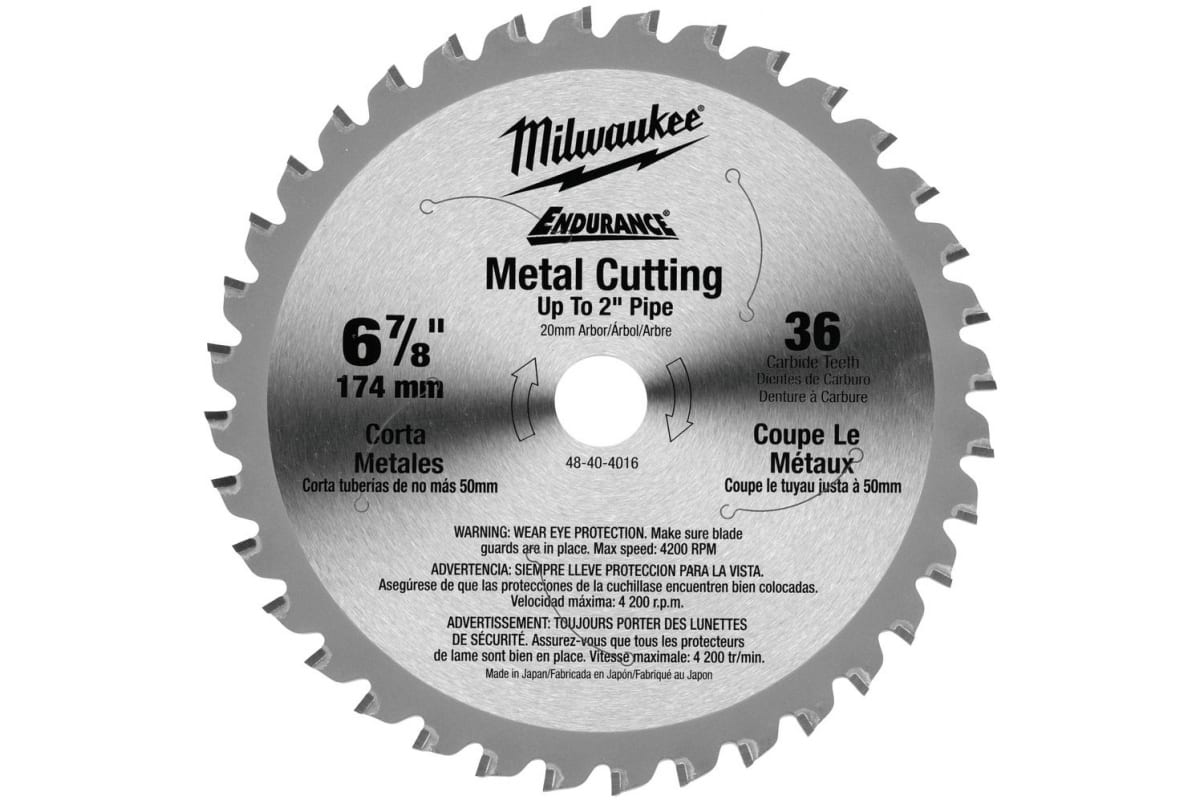 Milwaukee®
ENDURANCE®
Metal Cutting
Up To 2" Pipe
20mm Arbor/Árbol/Arbre
6⅞"
174 mm
Corta
Metales
Corta tuberias de no más 50mm
36
Carbide Teeth
Dientes de Carburo
Denture à Carbure
Coupe Le
Métaux
Coupe le tuyau justa à 50mm
48-40-4016
WARNING: WEAR EYE PROTECTION. Make sure blade
guards are in place. Max speed: 4200 RPM
ADVERTENCIA: SIEMPRE LLEVE PROTECCION PARA LA VISTA.
Asegúrese de que las protecciones de la cuchillase encuentren bien colocadas.
Velocidad máxima: 4 200 r.p.m.
ADVERTISSEMENT: TOUJOURS PORTER DES LUNETTES
DE SÉCURITÉ. Assurez-vous que tous les protecteurs
de lame sont bien en place. Vitesse maximale: 4 200 tr/min.
Made in Japan/Fabricada en Japón/Fabriqué au Japon